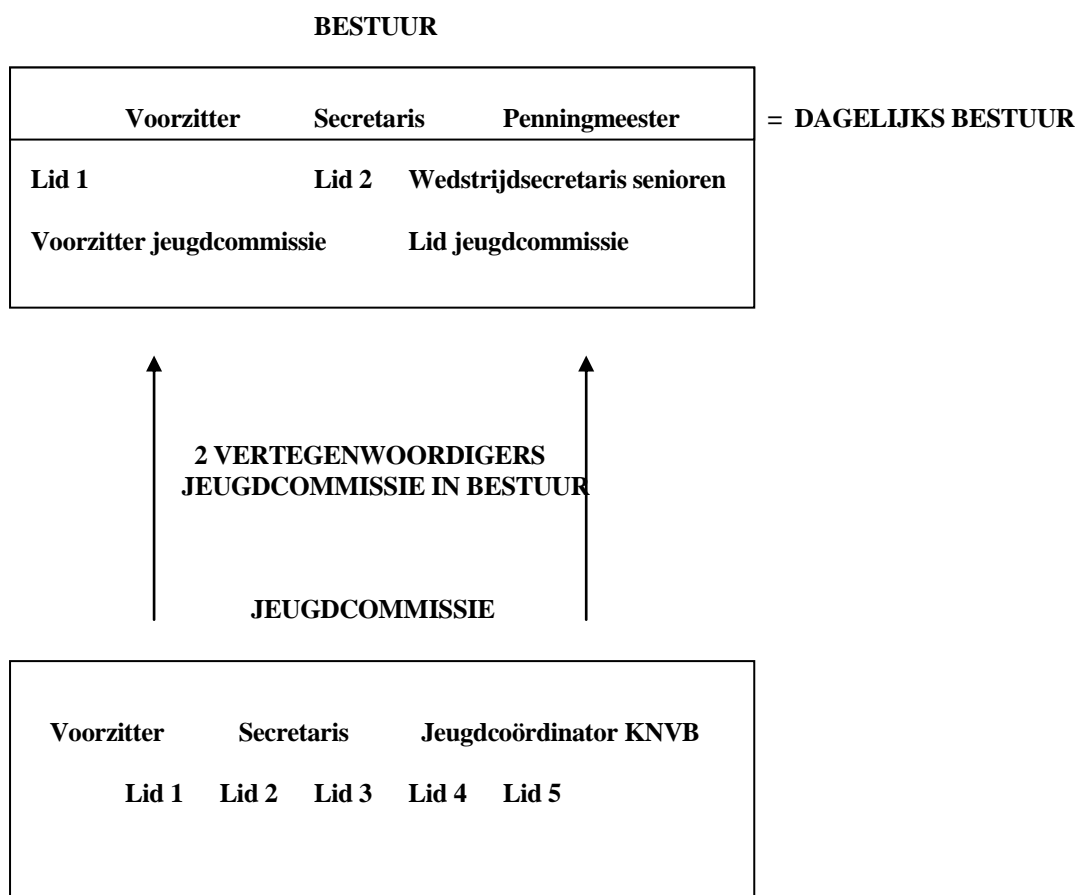 BESTUUR
Voorzitter Secretaris Penningmeester = DAGELIJKS BESTUUR
Lid 1 Lid 2 Wedstrijdsecretaris senioren
Voorzitter jeugdcommissie Lid jeugdcommissie
2 VERTEGENWOORDIGERS
JEUGDCOMMISSIE IN BESTUUR
JEUGDCOMMISSIE
Voorzitter Secretaris Jeugdcoördinator KNVB
Lid 1 Lid 2 Lid 3 Lid 4 Lid 5